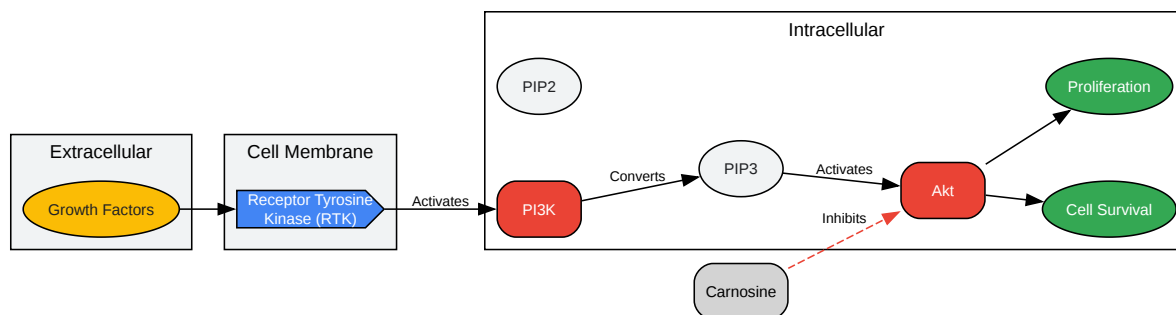 Intracellular
PIP2
Proliferation
Extracellular
Cell Membrane
Growth Factors
Receptor Tyrosine
Kinase (RTK)
Activates
PI3K
Converts
PIP3
Activates
Akt
Cell Survival
Inhibits
Carnosine